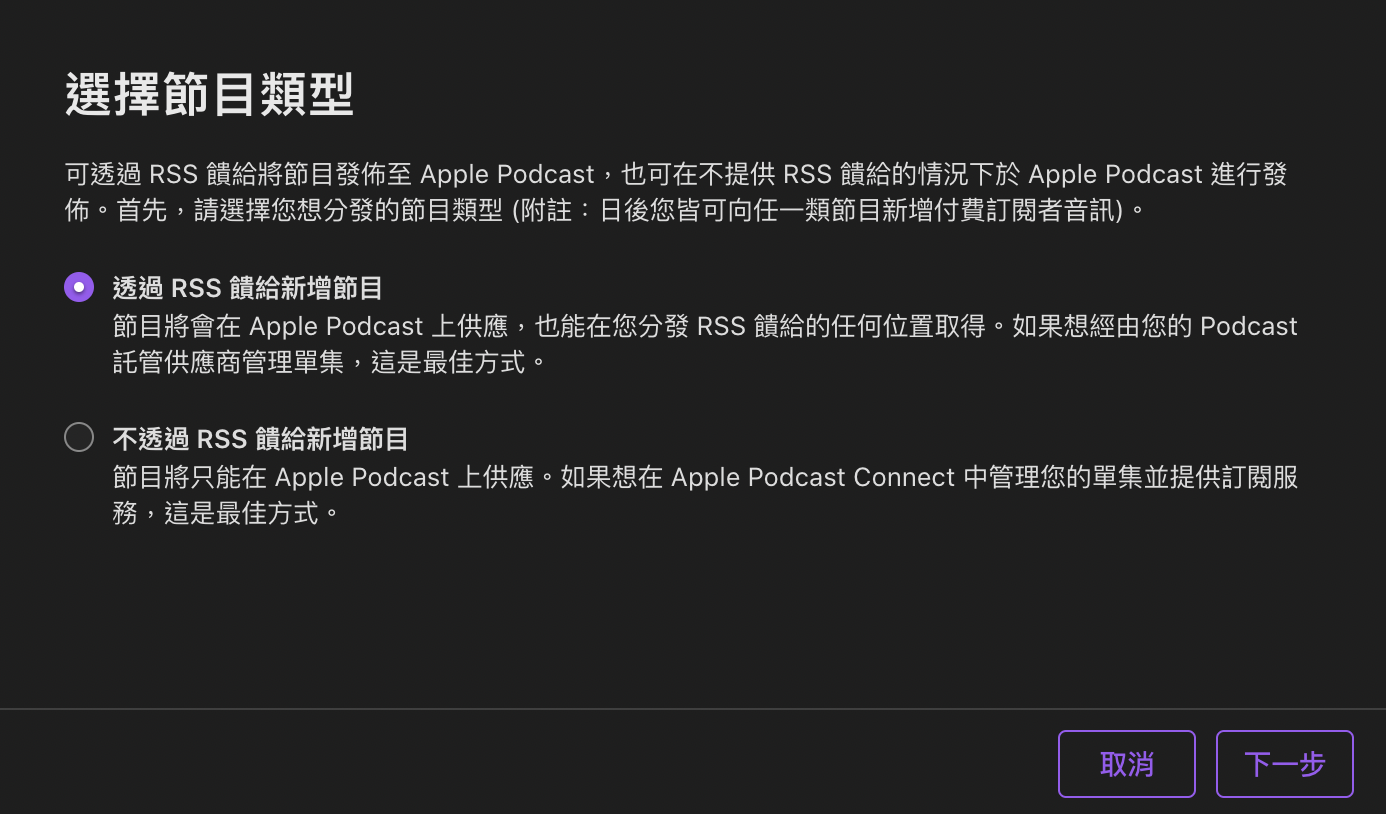 選擇節目類型
可透過 RSS 饋給將節目發佈至 Apple Podcast，也可在不提供 RSS 饋給的情況下於 Apple Podcast 進行發
佈。首先，請選擇您想分發的節目類型 (附註：日後您皆可向任一類節目新增付費訂閱者音訊)。
透過 RSS 饋給新增節目
節目將會在 Apple Podcast 上供應，也能在您分發 RSS 饋給的任何位置取得。如果想經由您的 Podcast
託管供應商管理單集，這是最佳方式。
不透過 RSS 饋給新增節目
節目將只能在 Apple Podcast 上供應。如果想在 Apple Podcast Connect 中管理您的單集並提供訂閱服
務，這是最佳方式。
取消
下一步